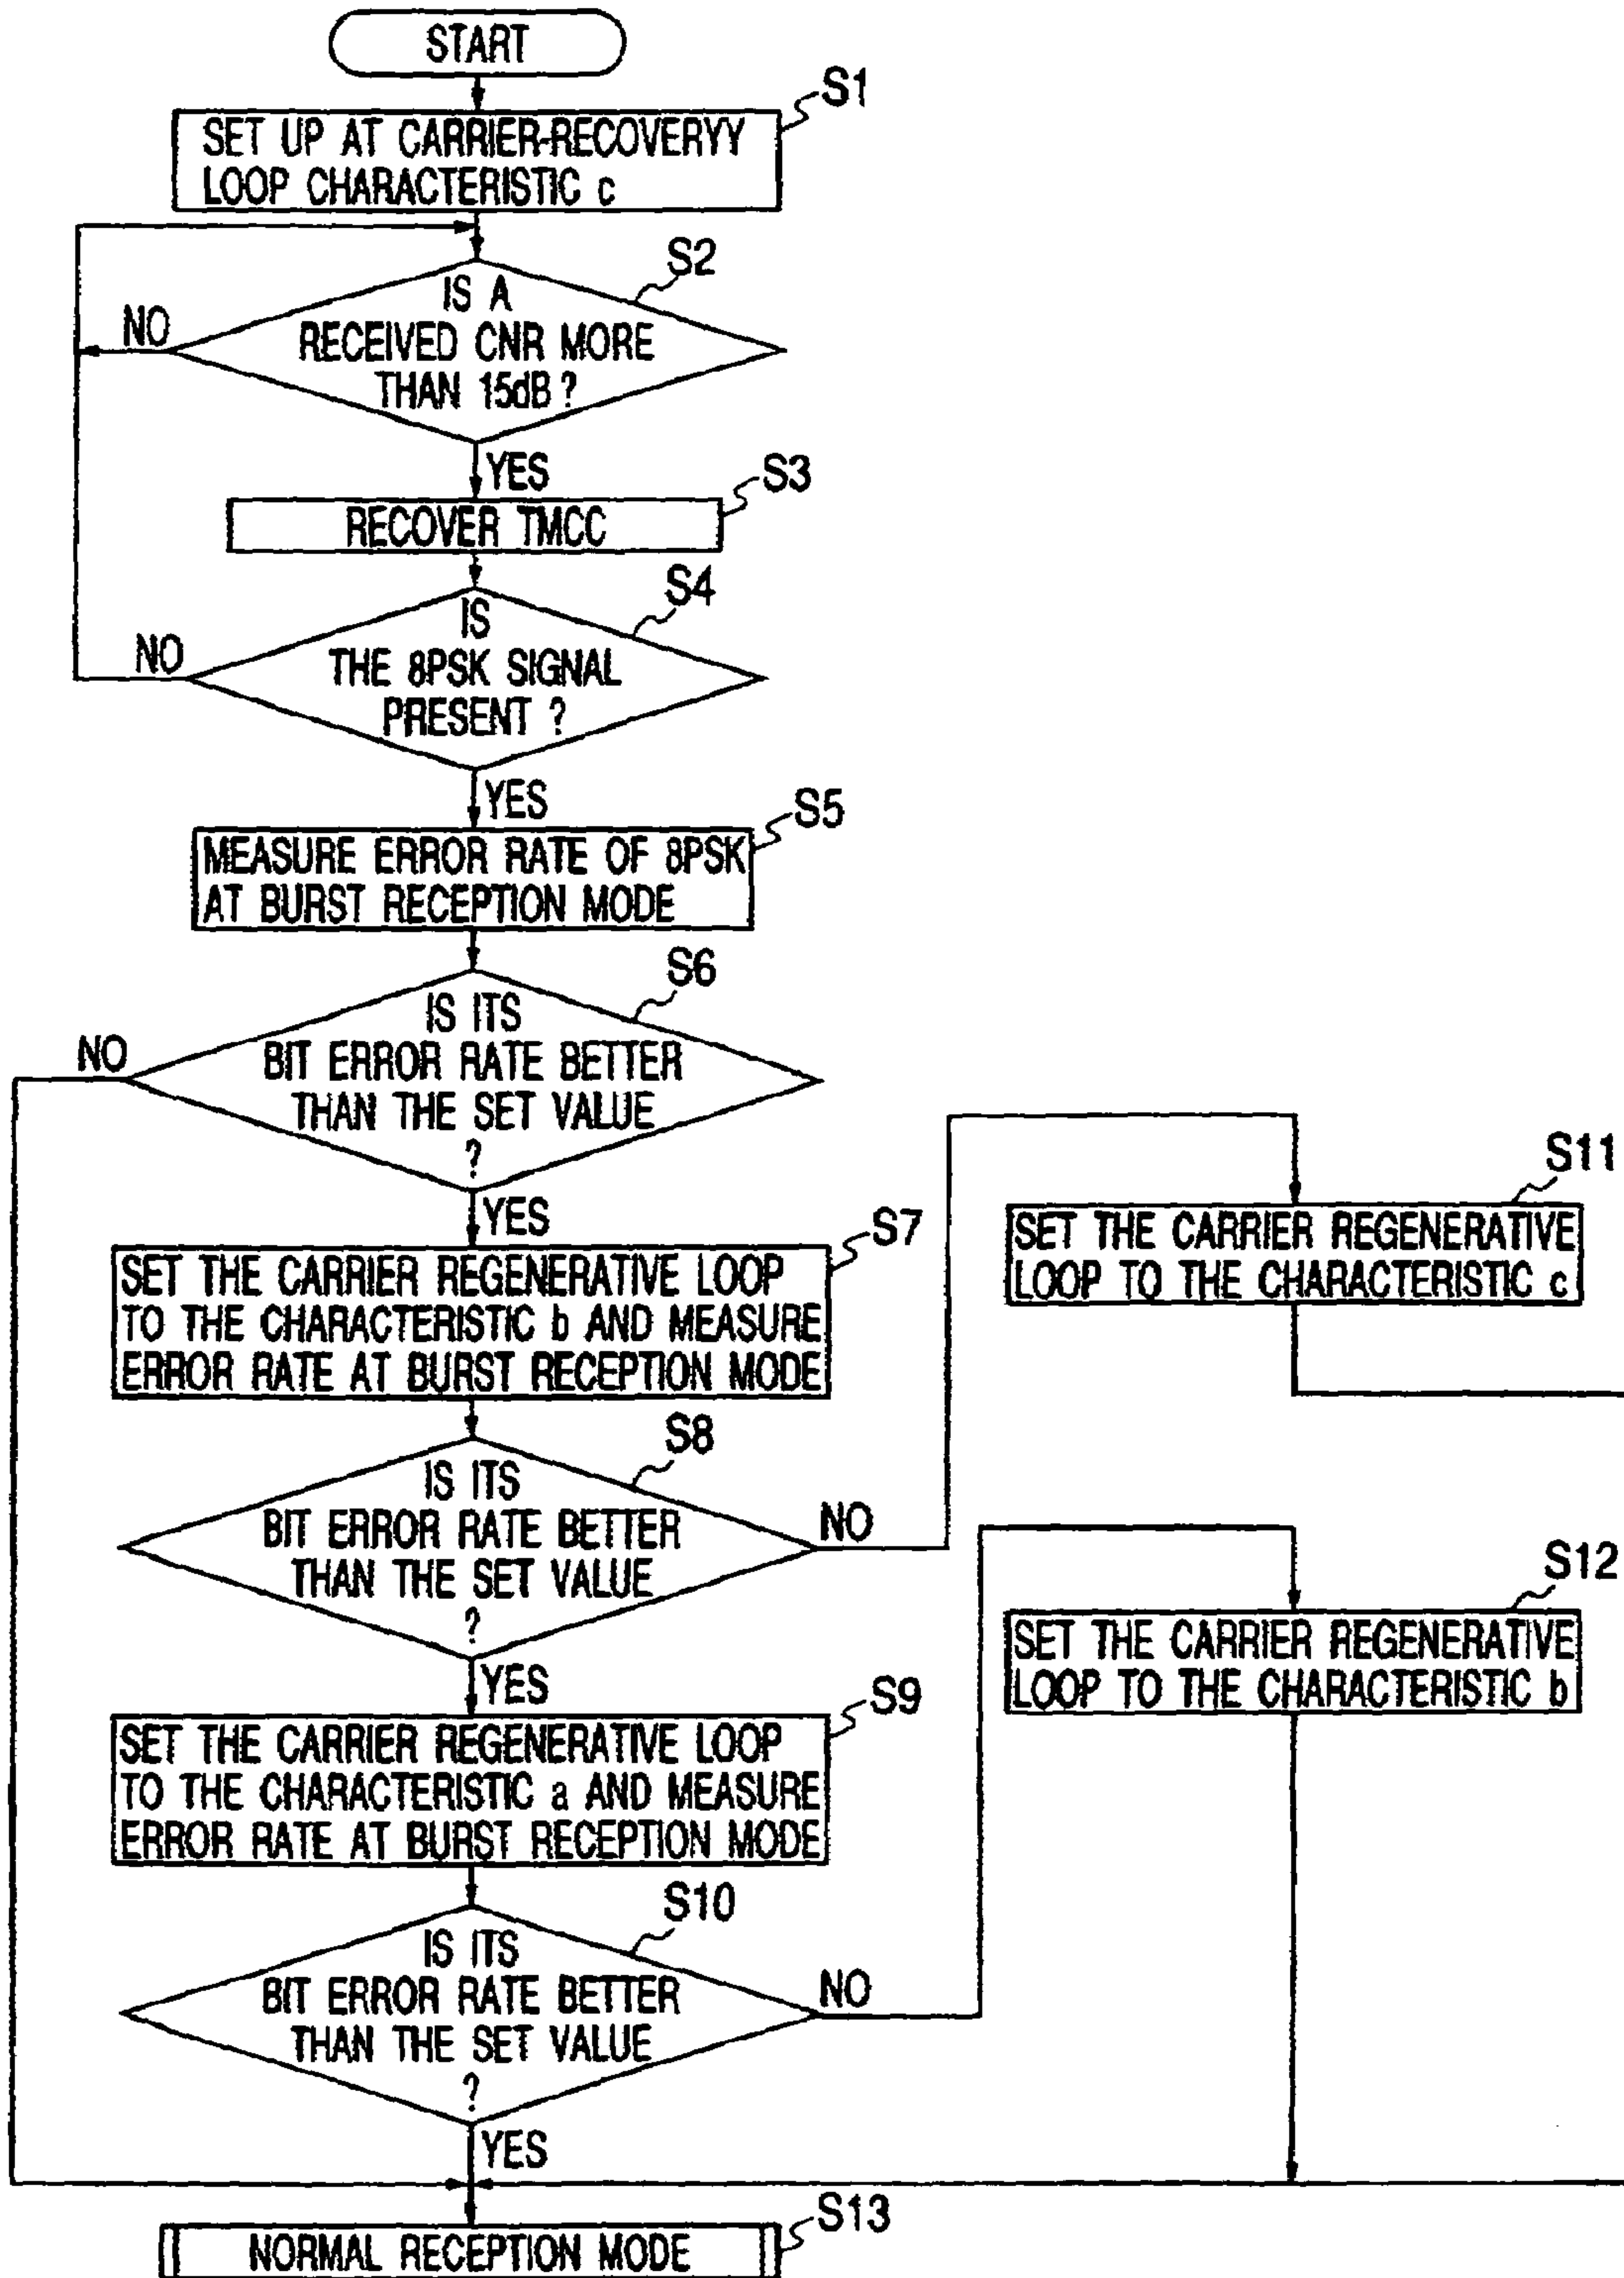 START
S1
SET UP AT CARRIER-RECOVERYY
LOOP CHARACTERISTIC c
S2
IS A
RECEIVED CNR MORE
THAN 15dB ?
NO
YES
S3
RECOVER TMCC
S4
IS
THE 8PSK SIGNAL
PRESENT ?
NO
YES
S5
MEASURE ERROR RATE OF 8PSK
AT BURST RECEPTION MODE
S6
IS ITS
BIT ERROR RATE BETTER
THAN THE SET VALUE
?
NO
YES
S7
SET THE CARRIER REGENERATIVE LOOP
TO THE CHARACTERISTIC b AND MEASURE
ERROR RATE AT BURST RECEPTION MODE
S8
IS ITS
BIT ERROR RATE BETTER
THAN THE SET VALUE
?
NO
YES
S11
SET THE CARRIER REGENERATIVE
LOOP TO THE CHARACTERISTIC c
S9
SET THE CARRIER REGENERATIVE LOOP
TO THE CHARACTERISTIC a AND MEASURE
ERROR RATE AT BURST RECEPTION MODE
S10
IS ITS
BIT ERROR RATE BETTER
THAN THE SET VALUE
?
NO
YES
S12
SET THE CARRIER REGENERATIVE
LOOP TO THE CHARACTERISTIC b
S13
NORMAL RECEPTION MODE